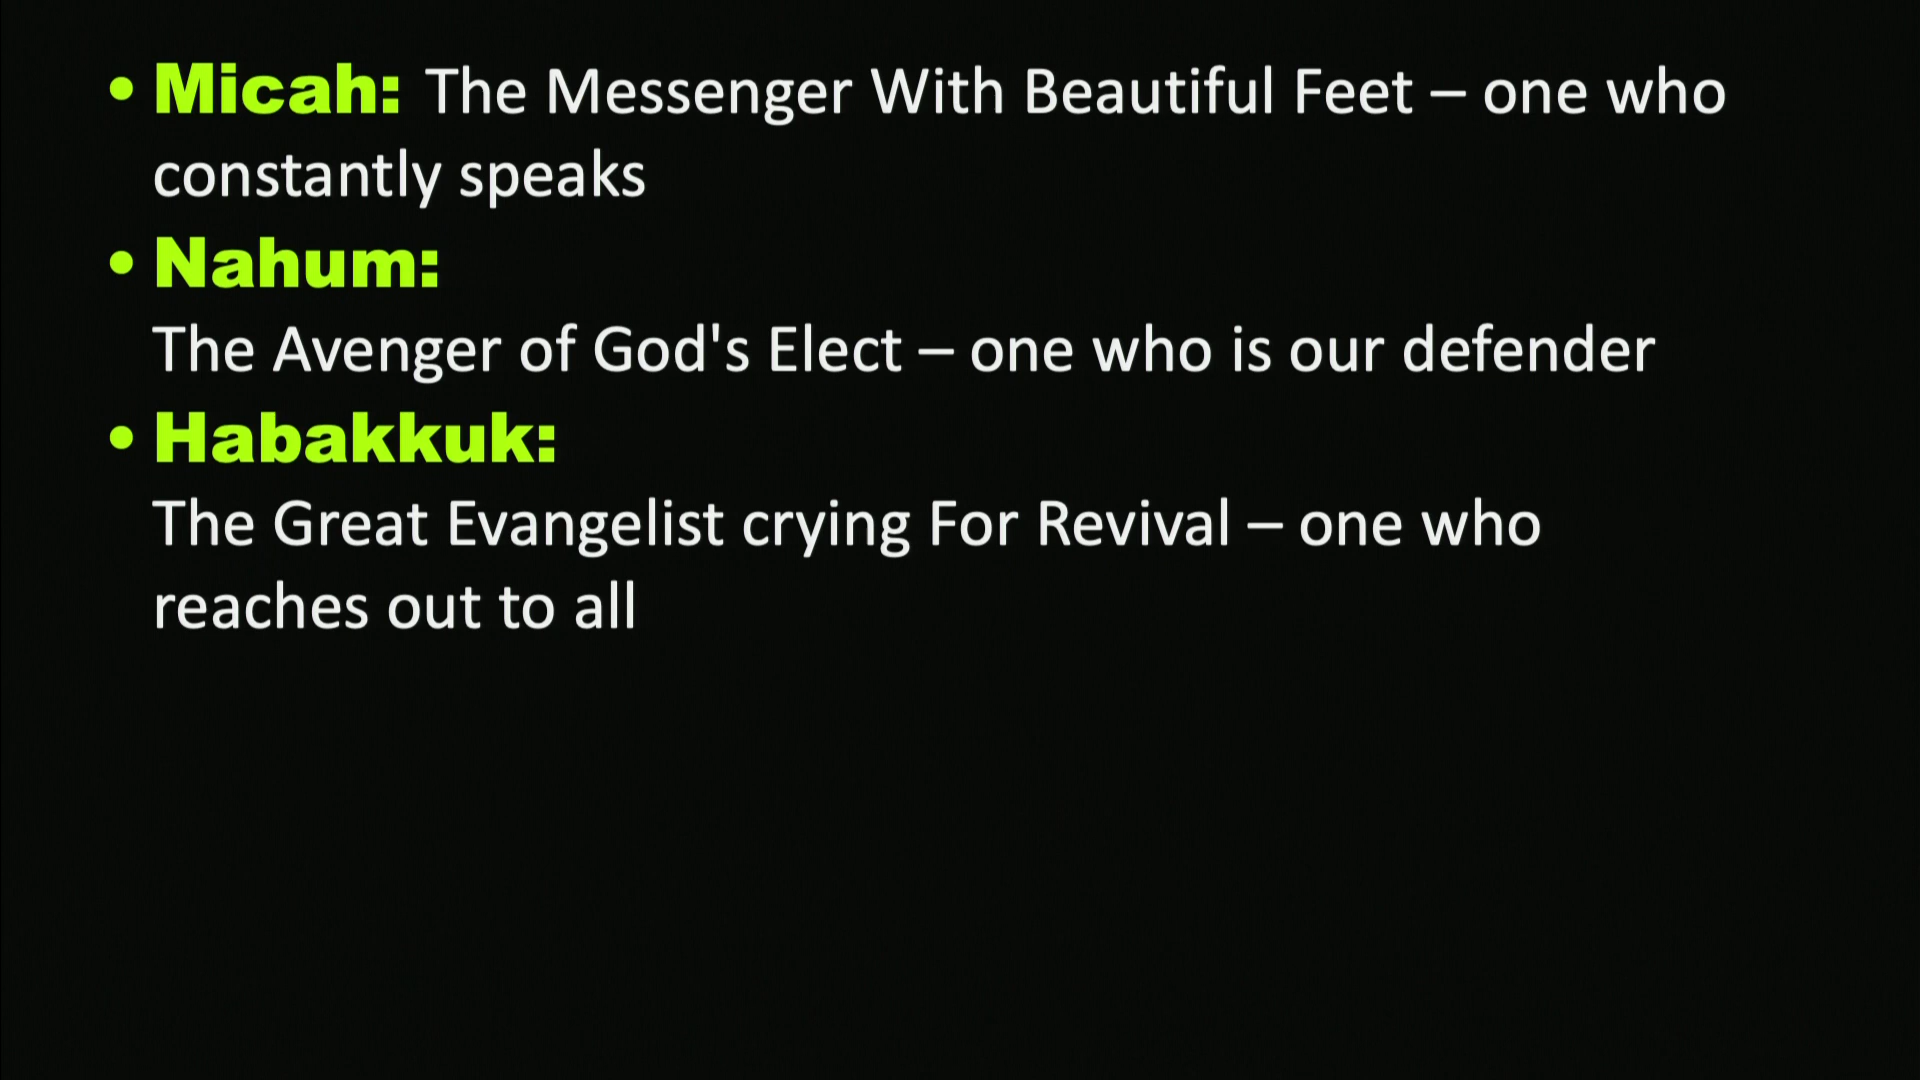 • Micah: The Messenger With Beautiful Feet – one who
constantly speaks
• Nahum:
The Avenger of God's Elect – one who is our defender
• Habakkuk:
The Great Evangelist crying For Revival – one who
reaches out to all